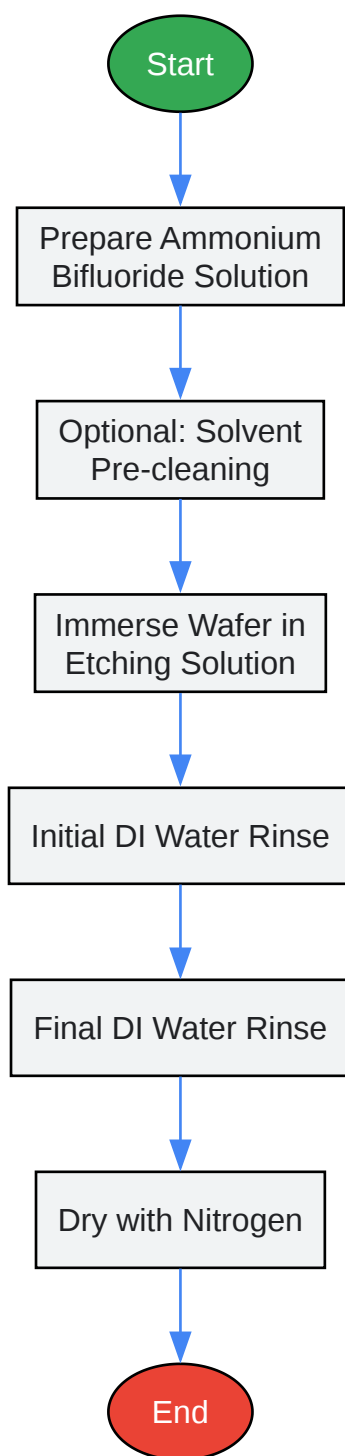 Start
Prepare Ammonium
Bifluoride Solution
Optional: Solvent
Pre-cleaning
Immerse Wafer in
Etching Solution
Initial DI Water Rinse
Final DI Water Rinse
Dry with Nitrogen
End